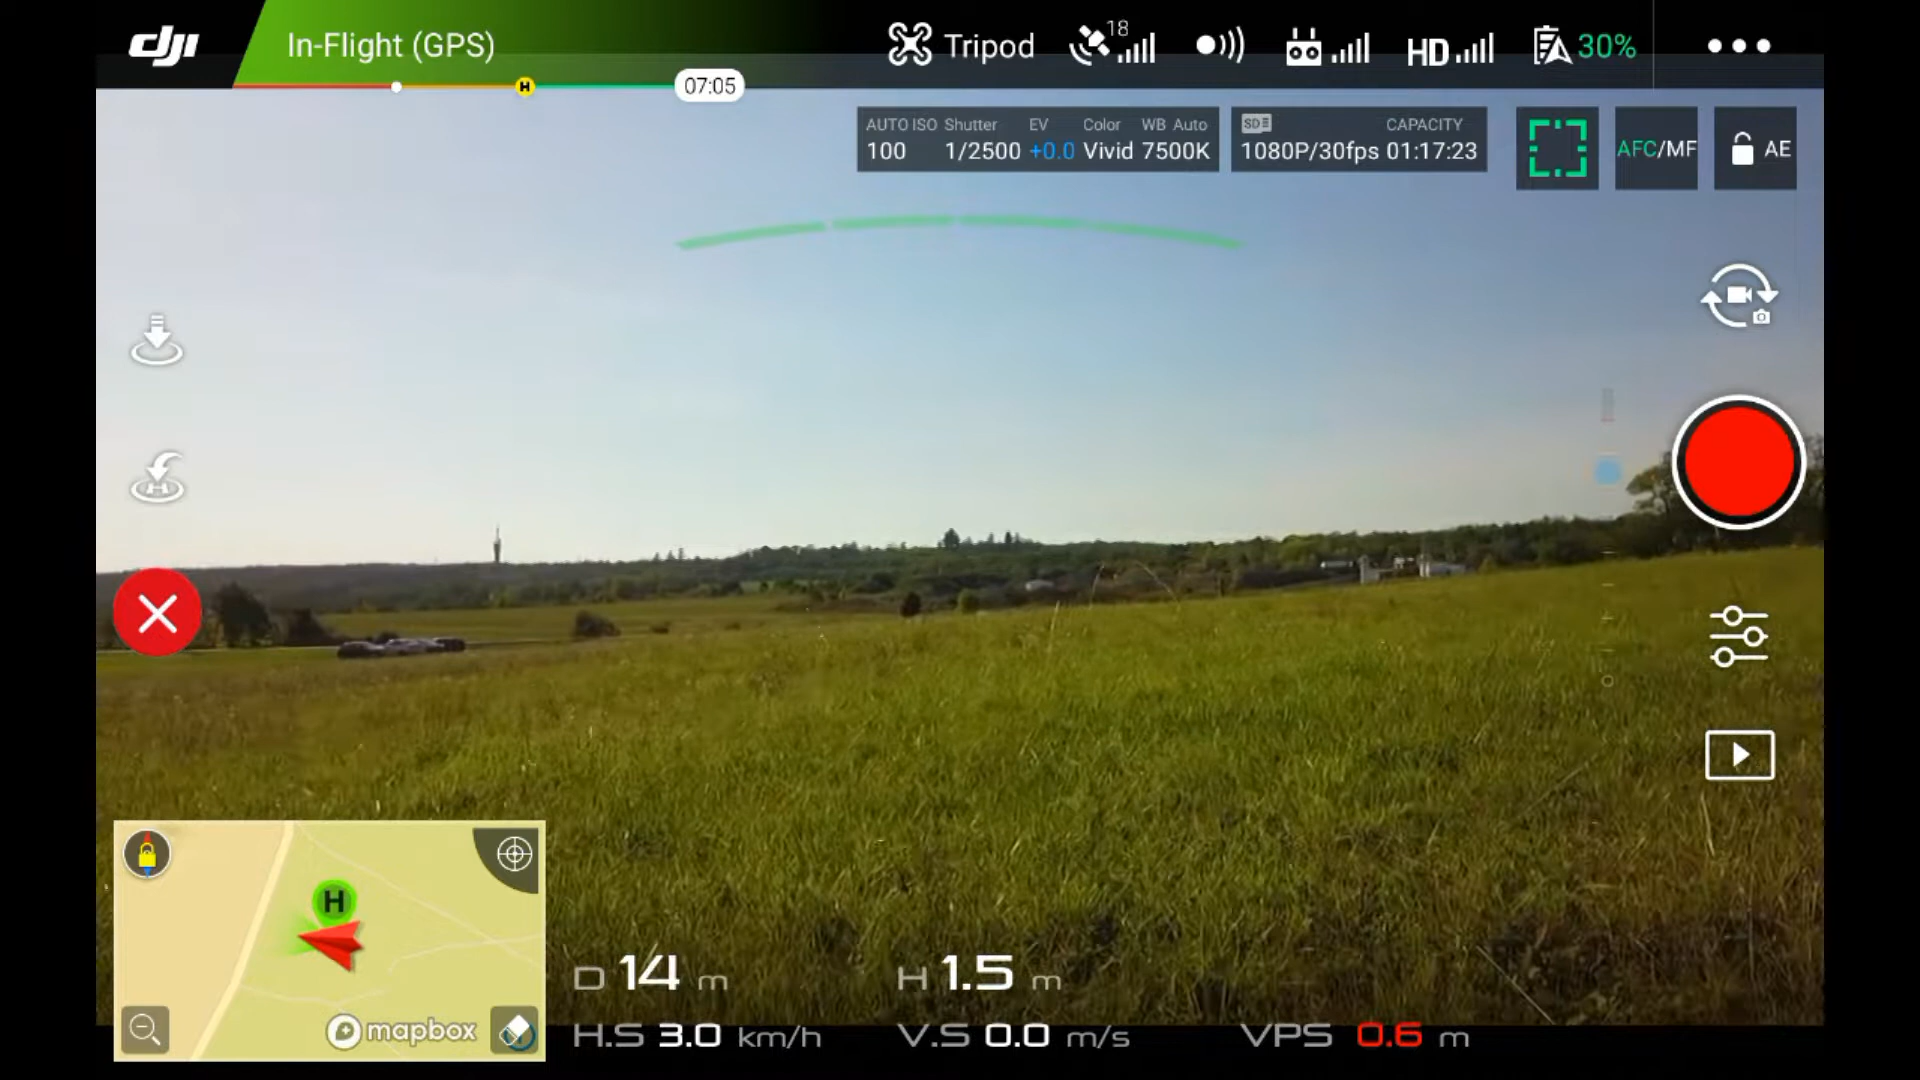 dji In-Flight (GPS) Tripod 18 HD 30%
H 07:05
AUTO ISO Shutter EV Color WB Auto
100 1/2500 +0.0 Vivid 7500K
SD CAPACITY
1080P/30fps 01:17:23
AFC/MF
AE
H
H
mapbox
D 14 m H 1.5 m
H.S 3.0 km/h V.S 0.0 m/s VPS 0.6 m